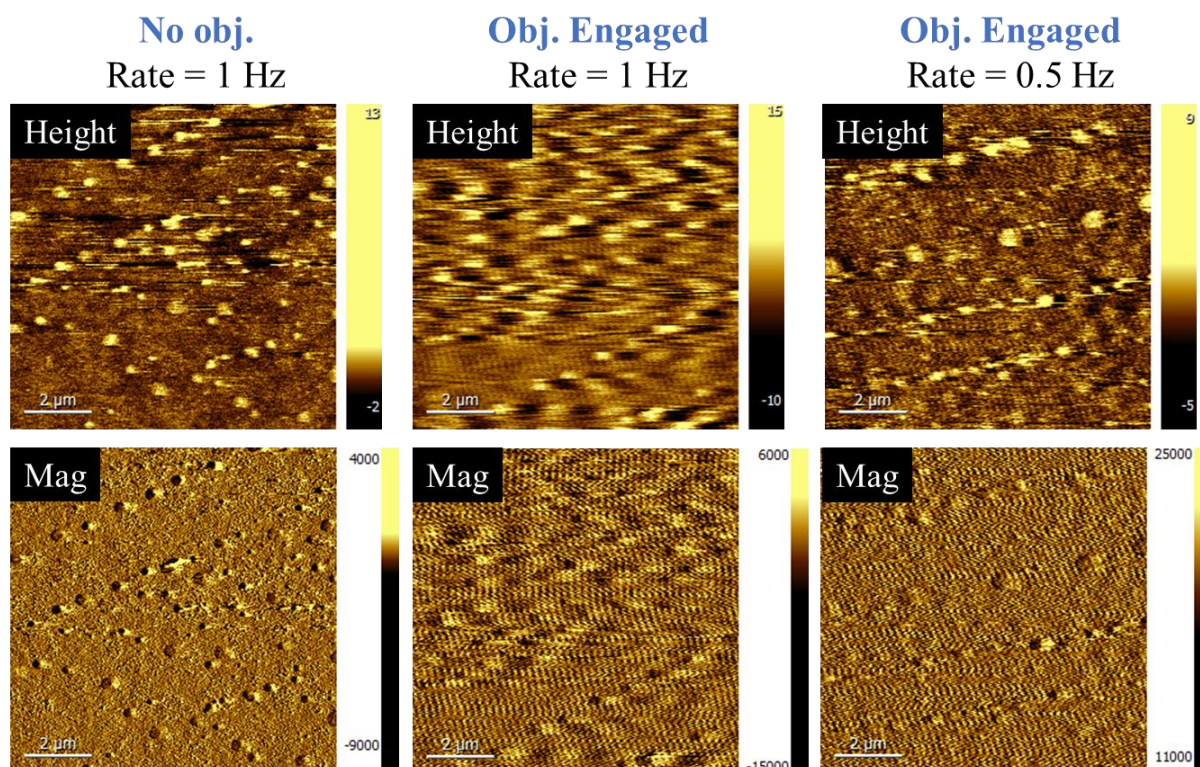 No obj.
Rate = 1 Hz
Obj. Engaged
Rate = 1 Hz
Obj. Engaged
Rate = 0.5 Hz
Height
2 μm
13
-2
Height
2 μm
15
-10
Height
2 μm
9
-5
Mag
2 μm
4000
-9000
Mag
2 μm
6000
-15000
Mag
2 μm
25000
11000